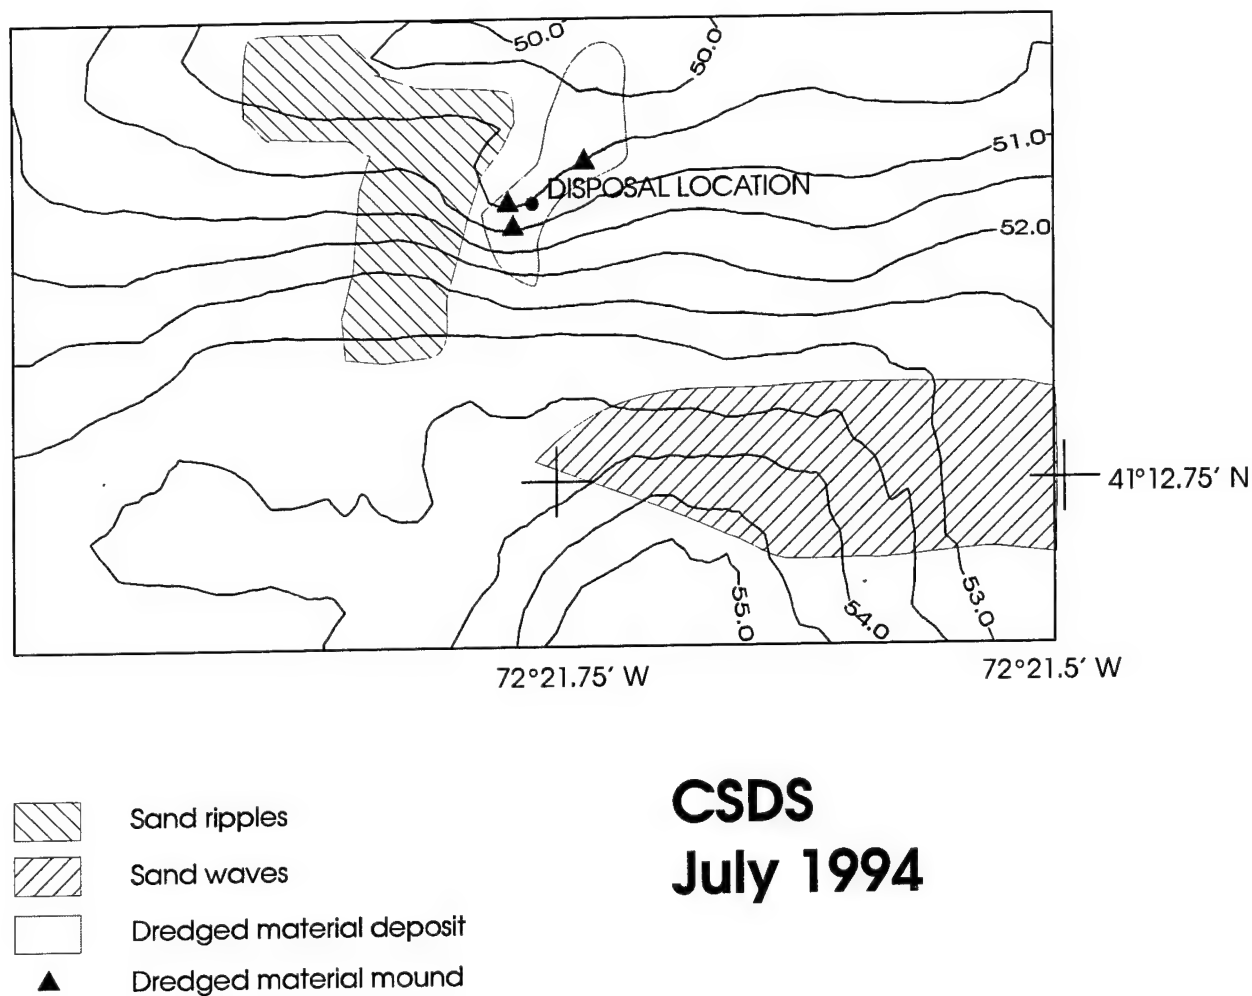 50.0
50.0
51.0
DISPOSAL LOCATION
52.0
41°12.75′ N
55.0
54.0
53.0
72°21.75′ W
72°21.5′ W
CSDS
July 1994
Sand ripples
Sand waves
Dredged material deposit
Dredged material mound